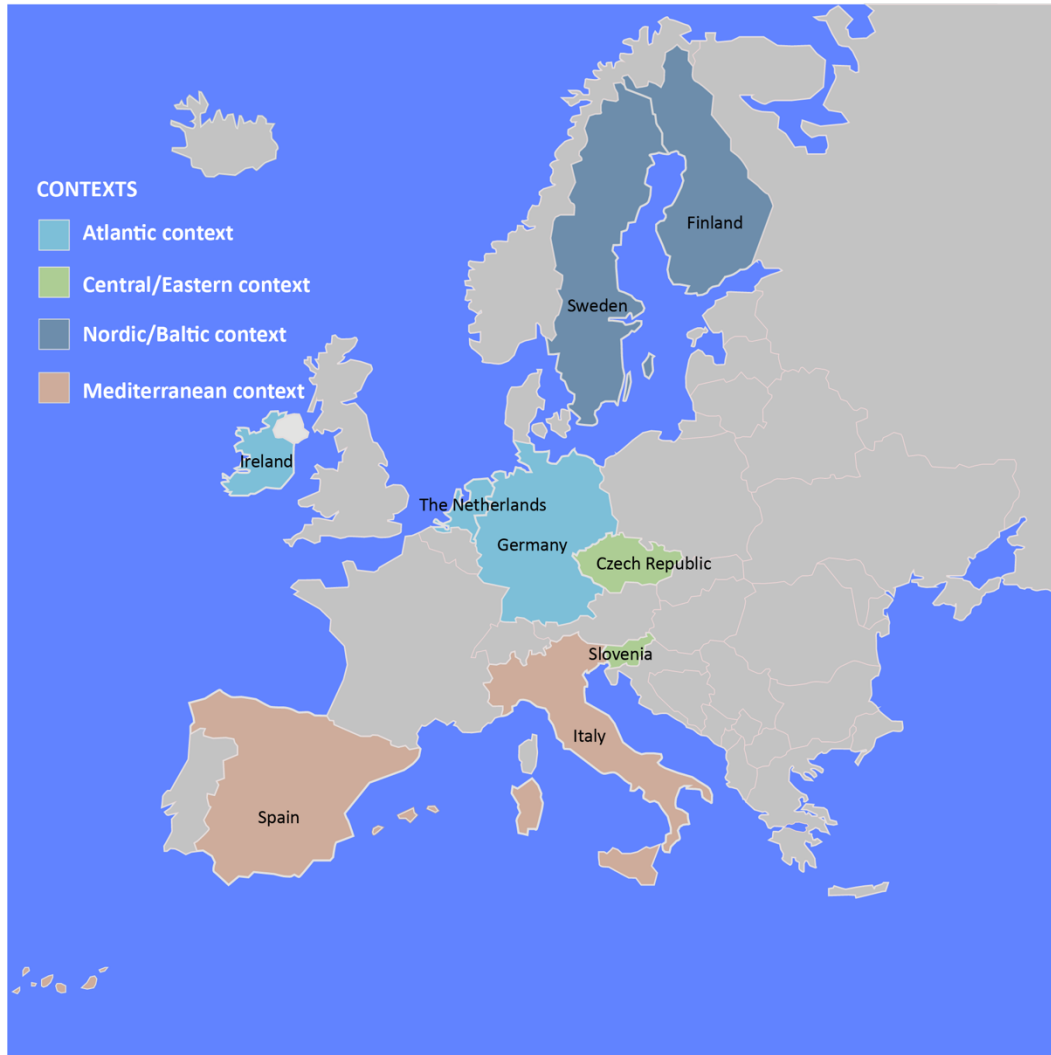 CONTEXTS
Atlantic context
Central/Eastern context
Nordic/Baltic context
Mediterranean context
Finland
Sweden
Ireland
The Netherlands
Germany
Czech Republic
Slovenia
Italy
Spain